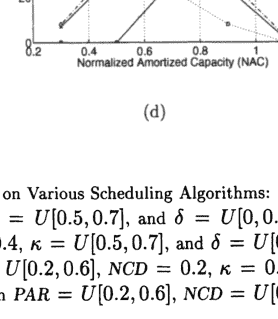 20
0
0.2 0.4 0.6 0.8 1
Normalized Amortized Capacity (NAC)
(d)
on Various Scheduling Algorithms:
= U[0.5, 0.7], and δ = U[0, 0.
0.4, κ = U[0.5, 0.7], and δ = U[
U[0.2, 0.6], NCD = 0.2, κ = 0.
PAR = U[0.2, 0.6], NCD = U[